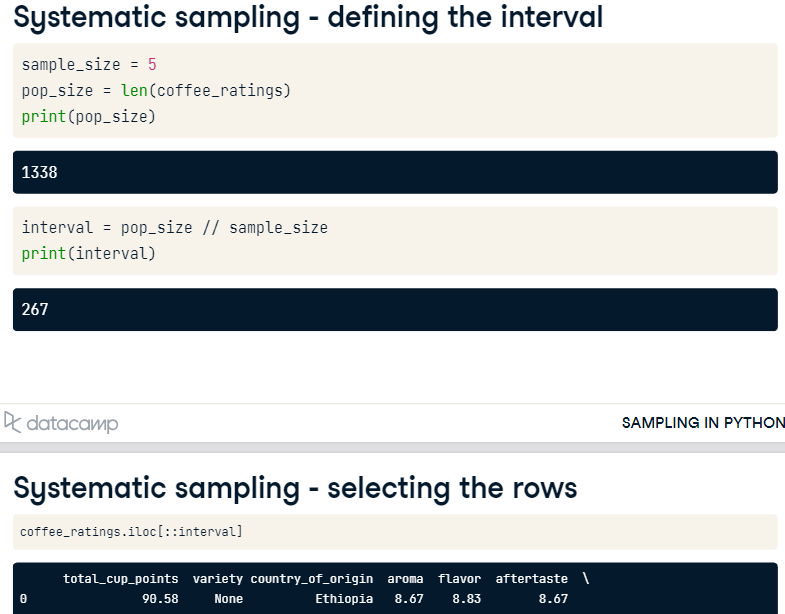 Systematic sampling - defining the interval
sample_size = 5
pop_size = len(coffee_ratings)
print(pop_size)
1338
interval = pop_size // sample_size
print(interval)
267
datacamp
SAMPLING IN PYTHON
Systematic sampling - selecting the rows
coffee_ratings.iloc[::interval]
total_cup_points variety country_of_origin aroma flavor aftertaste \
0 90.58 None Ethiopia 8.67 8.83 8.67